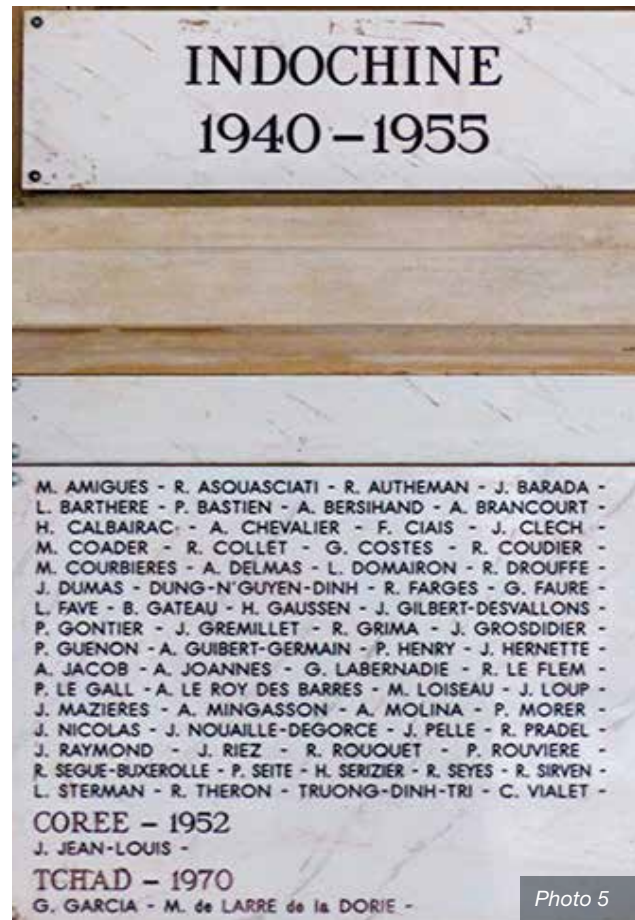 INDOCHINE
1940 – 1955
M. AMIGUES - R. ASQUASCIATI - R. AUTHEMAN - J. BARADA -
L. BARTHERE - P. BASTIEN - A. BERSIHAND - A. BRANCOURT -
H. CALBAIRAC - A. CHEVALIER - F. CIAIS - J. CLECH -
M. COADER - R. COLLET - G. COSTES - R. COUDIER -
M. COURBIERES - A. DELMAS - L. DOMAIRON - R. DROUFFE -
J. DUMAS - DUNG-N'GUYEN-DINH - R. FARGES - G. FAURE -
L. FAVE - B. GATEAU - H. GAUSSEN - J. GILBERT-DESVALLONS -
P. GONTIER - J. GREMILLET - R. GRIMA - J. GROSDIDIER -
P. GUENON - A. GUIBERT-GERMAIN - P. HENRY - J. HERNETTE -
A. JACOB - A. JOANNES - G. LABERNADIE - R. LE FLEM -
P. LE GALL - A. LE ROY DES BARRES - M. LOISEAU - J. LOUP -
J. MAZIERES - A. MINGASSON - A. MOLINA - P. MORER -
J. NICOLAS - J. NOUAILLE-DEGORCE - J. PELLE - R. PRADEL -
J. RAYMOND - J. RIEZ - R. ROUQUET - P. ROUVIERE -
R. SEGUE-BUXEROLLE - P. SEITE - H. SERIZIER - R. SEYES - R. SIRVEN -
L. STERMAN - R. THERON - TRUONG-DINH-TRI - C. VIALET -
COREE – 1952
J. JEAN-LOUIS -
TCHAD – 1970
G. GARCIA - M. de LARRE de la DORIE -
Photo 5